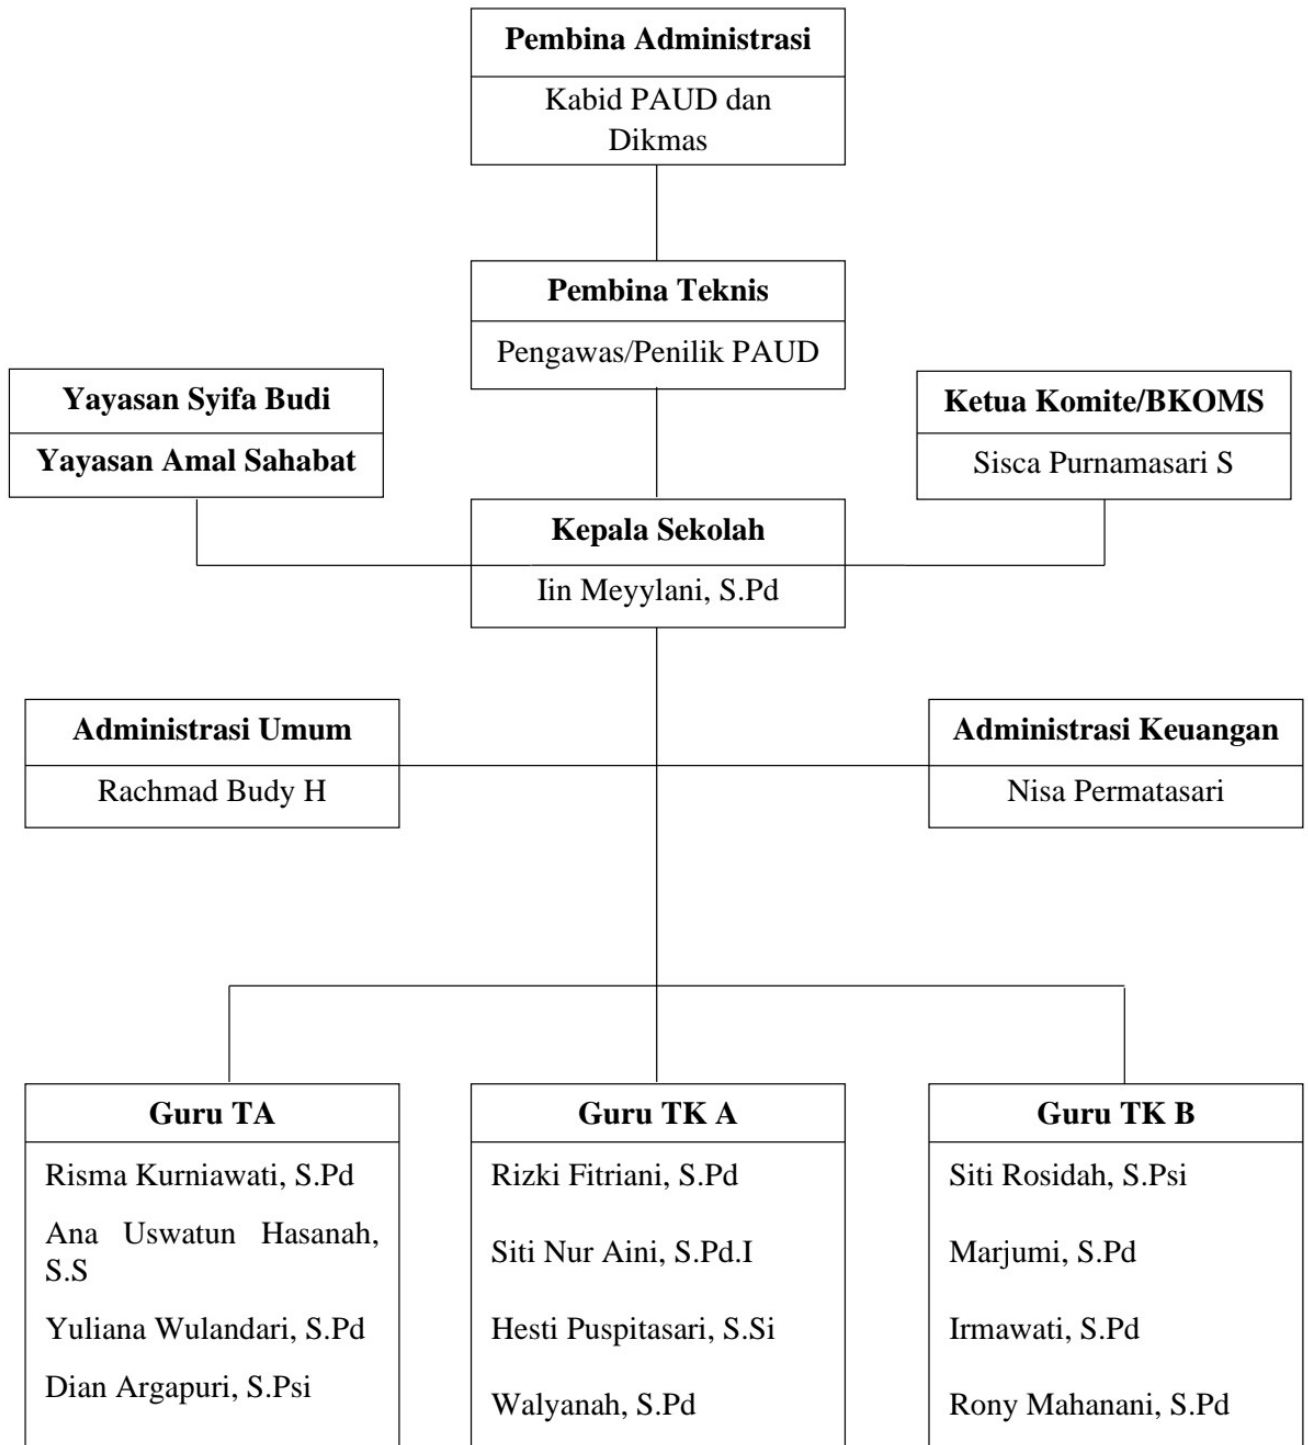 Pembina Administrasi
Kabid PAUD dan
Dikmas
Pembina Teknis
Pengawas/Penilik PAUD
Yayasan Syifa Budi
Yayasan Amal Sahabat
Ketua Komite/BKOMS
Sisca Purnamasari S
Kepala Sekolah
Iin Meyylani, S.Pd
Administrasi Umum
Rachmad Budy H
Administrasi Keuangan
Nisa Permatasari
Guru TA
Risma Kurniawati, S.Pd
Ana Uswatun Hasanah,
S.S
Yuliana Wulandari, S.Pd
Dian Argapuri, S.Psi
Guru TK A
Rizki Fitriani, S.Pd
Siti Nur Aini, S.Pd.I
Hesti Puspitasari, S.Si
Walyanah, S.Pd
Guru TK B
Siti Rosidah, S.Psi
Marjumi, S.Pd
Irmawati, S.Pd
Rony Mahanani, S.Pd